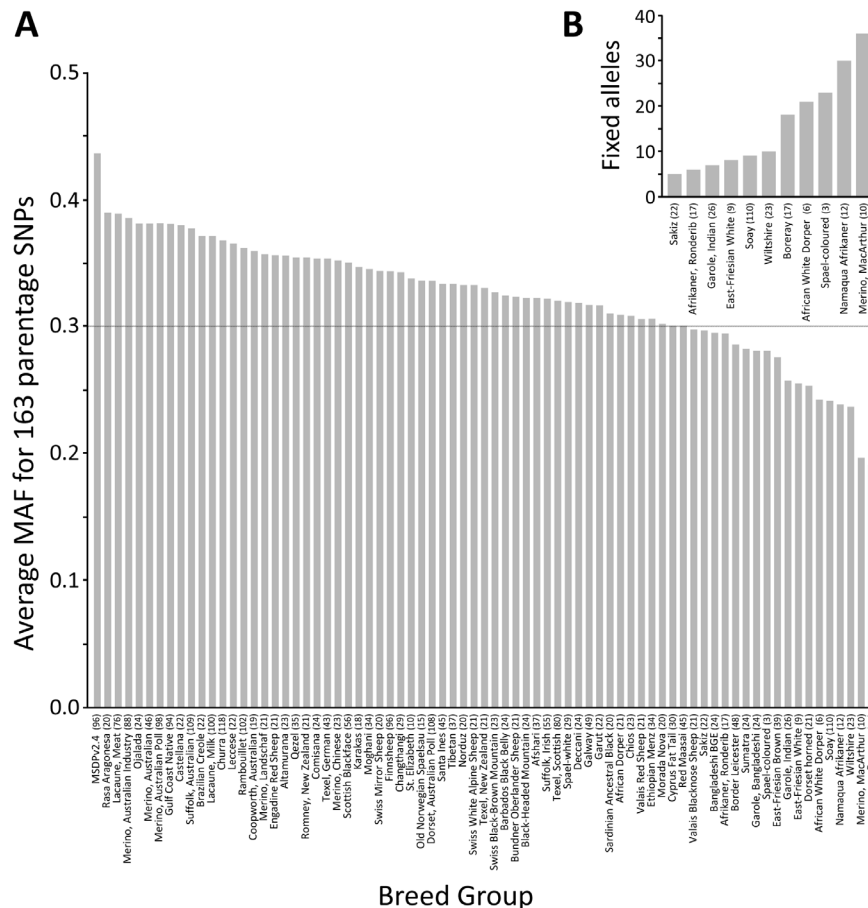 A
Average MAF for 163 parentage SNPs
0.5
0.4
0.3
0.2
0.1
0.0
MSDPv2.4 (96)
Rasa Aragonesa (20)
Lacaune, Meat (76)
Merino, Australian Industry (88)
Ojalada (24)
Merino, Australian (46)
Merino, Australian Poll (98)
Gulf Coast Native (94)
Castellana (22)
Suffolk, Australian (109)
Brazilian Creole (22)
Lacaune, Milk (100)
Churra (118)
Leccese (22)
Rambouillet (102)
Coopworth, Australian (19)
Merino, Landschaf (21)
Engadine Red Sheep (21)
Altamurana (23)
Qezel (35)
Romney, New Zealand (21)
Comisana (24)
Texel, German (43)
Merino, Chinese (23)
Scottish Blackface (56)
Karakas (18)
Moghani (34)
Swiss Mirror Sheep (20)
Finnsheep (96)
Changthangi (29)
St. Elizabeth (10)
Old Norwegian Spaelsau (15)
Dorset, Australian Poll (108)
Santa Ines (45)
Tibetan (37)
Norduz (20)
Swiss White Alpine Sheep (21)
Texel, New Zealand (21)
Swiss Black-Brown Mountain (23)
Barbados Black Belly (24)
Bundner Oberlander Sheep (21)
Black-Headed Mountain (21)
Afshari (37)
Suffolk, Irish (55)
Texel, Scottish (80)
Spael-white (29)
Deccani (24)
Galway (49)
Garut (22)
Sardinian Ancestral Black (20)
African Dorper (21)
Chios (23)
Valais Red Sheep (21)
Ethiopian Menz (34)
Morada Nova (20)
Cyprus Fat Tail (30)
Red Maasai (45)
Valais Blacknose Sheep (21)
Sakiz (22)
Bangladeshi BGE (24)
Afrikaner, Ronderib (17)
Border Leicester (48)
Sumatra (24)
Garole, Bangladeshi (24)
Spael-coloured (3)
East-Friesian Brown (39)
Garole, Indian (26)
East-Friesian White (9)
Dorset horned (21)
African White Dorper (6)
Soay (110)
Namaqua Afrikaner (12)
Wiltshire (23)
Merino, MacArthur (10)
Breed Group
B
Fixed alleles
40
30
20
10
0
Sakiz (22)
Afrikaner, Ronderib (17)
Garole, Indian (26)
East-Friesian White (9)
Soay (110)
Wiltshire (23)
Boreray (17)
African White Dorper (6)
Spael-coloured (3)
Namaqua Afrikaner (12)
Merino, MacArthur (10)